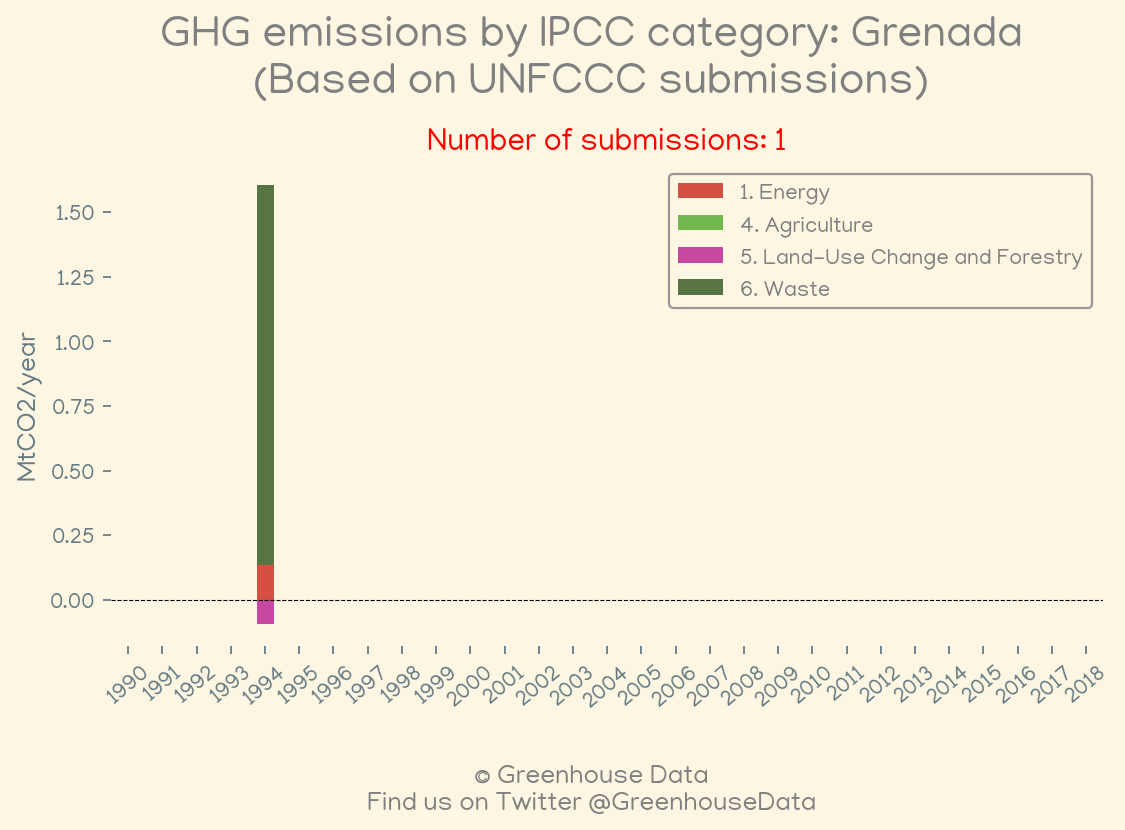 GHG emissions by IPCC category: Grenada
(Based on UNFCCC submissions)
Number of submissions: 1
1. Energy
4. Agriculture
5. Land-Use Change and Forestry
6. Waste
MtCO2/year
1.50
1.25
1.00
0.75
0.50
0.25
0.00
1990 1991 1992 1993 1994 1995 1996 1997 1998 1999 2000 2001 2002 2003 2004 2005 2006 2007 2008 2009 2010 2011 2012 2013 2014 2015 2016 2017 2018
© Greenhouse Data
Find us on Twitter @GreenhouseData